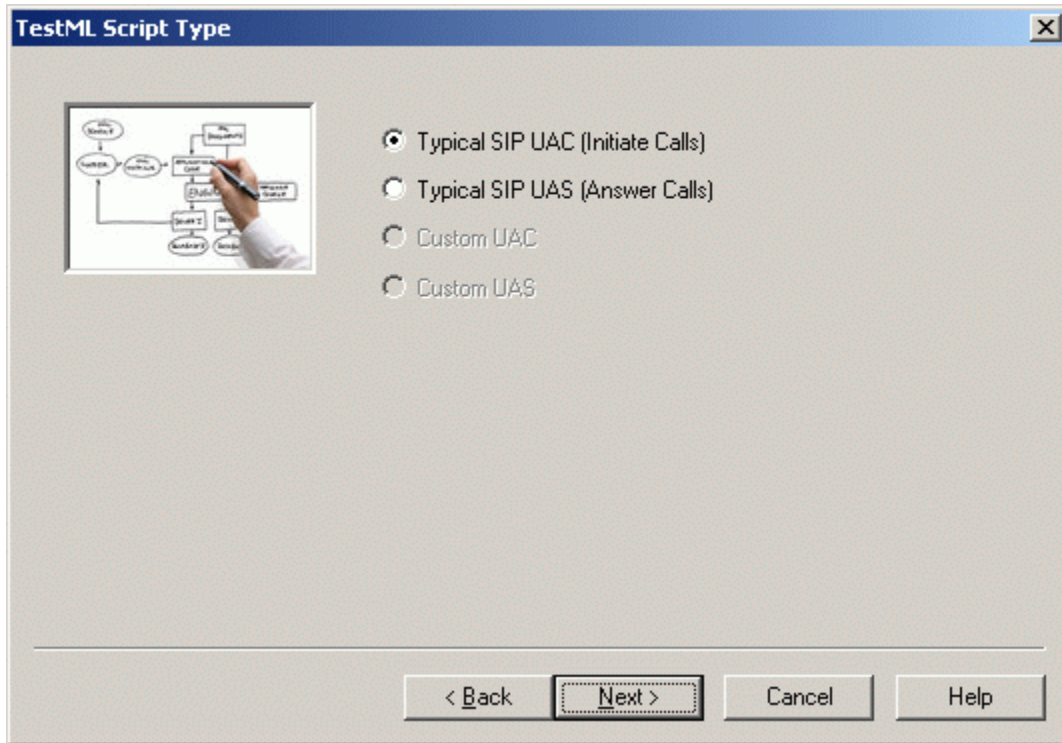 TestML Script Type
Typical SIP UAC (Initiate Calls)
Typical SIP UAS (Answer Calls)
Custom UAC
Custom UAS
< Back
Next >
Cancel
Help